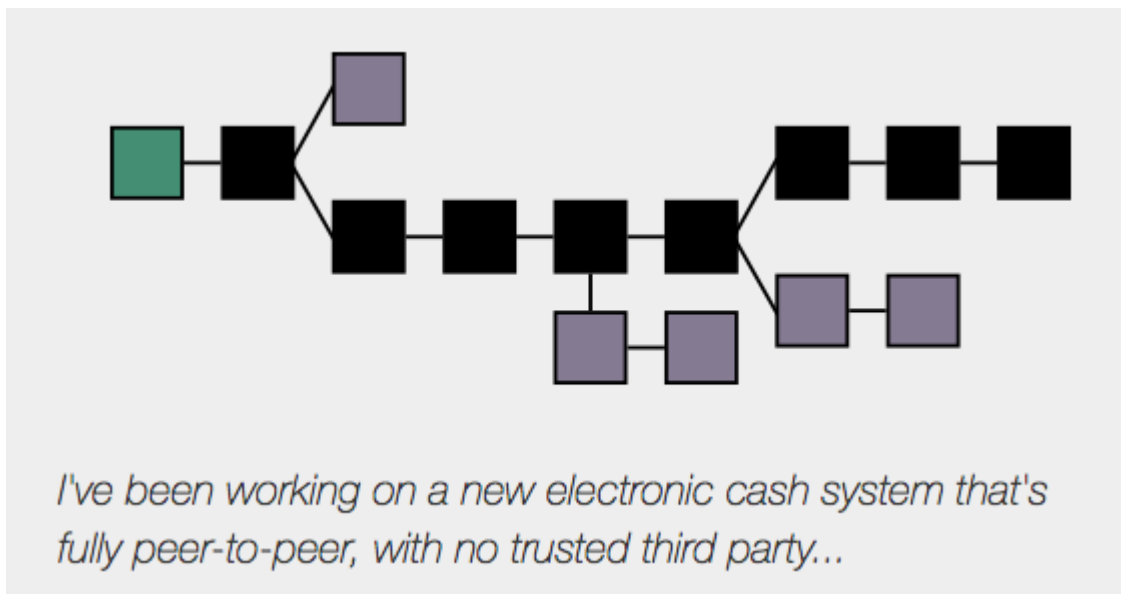 I've been working on a new electronic cash system that's
fully peer-to-peer, with no trusted third party...